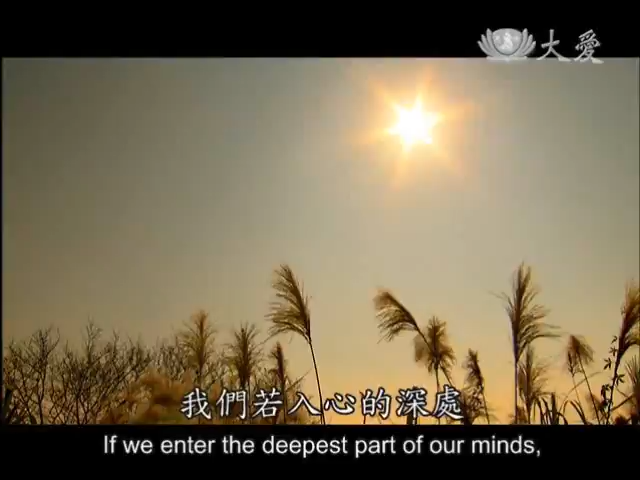 大愛
我們若入心的深處
If we enter the deepest part of our minds,